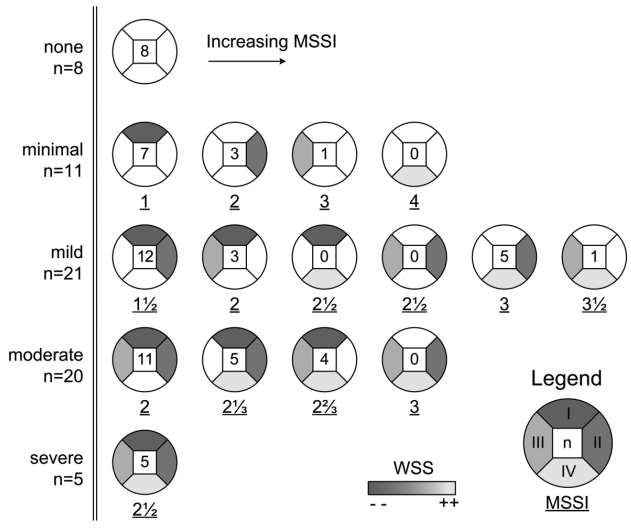 none
n=8
8
Increasing MSSI
minimal
n=11
7 3 1 0
1 2 3 4
mild
n=21
12 3 0 0 5 1
1½ 2 2½ 2½ 3 3½
moderate
n=20
11 5 4 0
2 2⅓ 2⅔ 3
severe
n=5
5
2½
WSS
-- ++
Legend
I
III n II
IV
MSSI